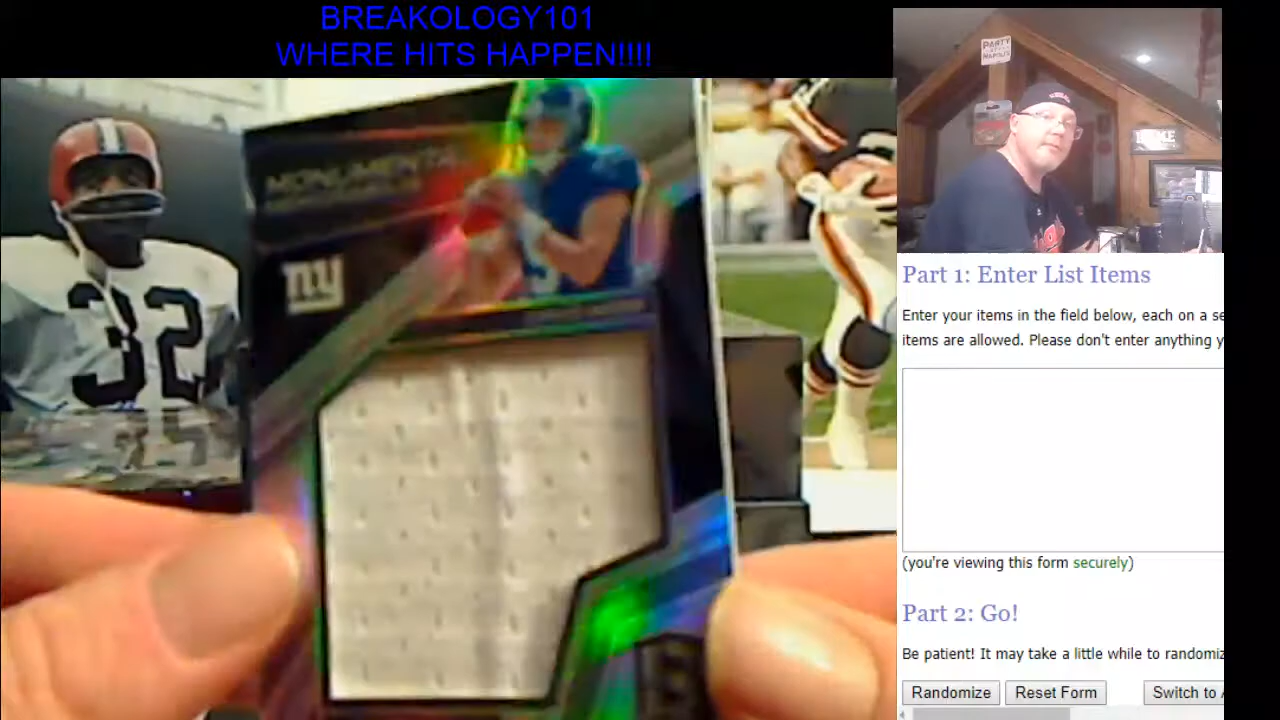 BREAKOLOGY101
WHERE HITS HAPPEN!!!!
MONUMENTAL
ny
32
PARTY
Part 1: Enter List Items
Enter your items in the field below, each on a se
items are allowed. Please don't enter anything y
(you're viewing this form securely)
Part 2: Go!
Be patient! It may take a little while to randomiz
Randomize
Reset Form
Switch to A